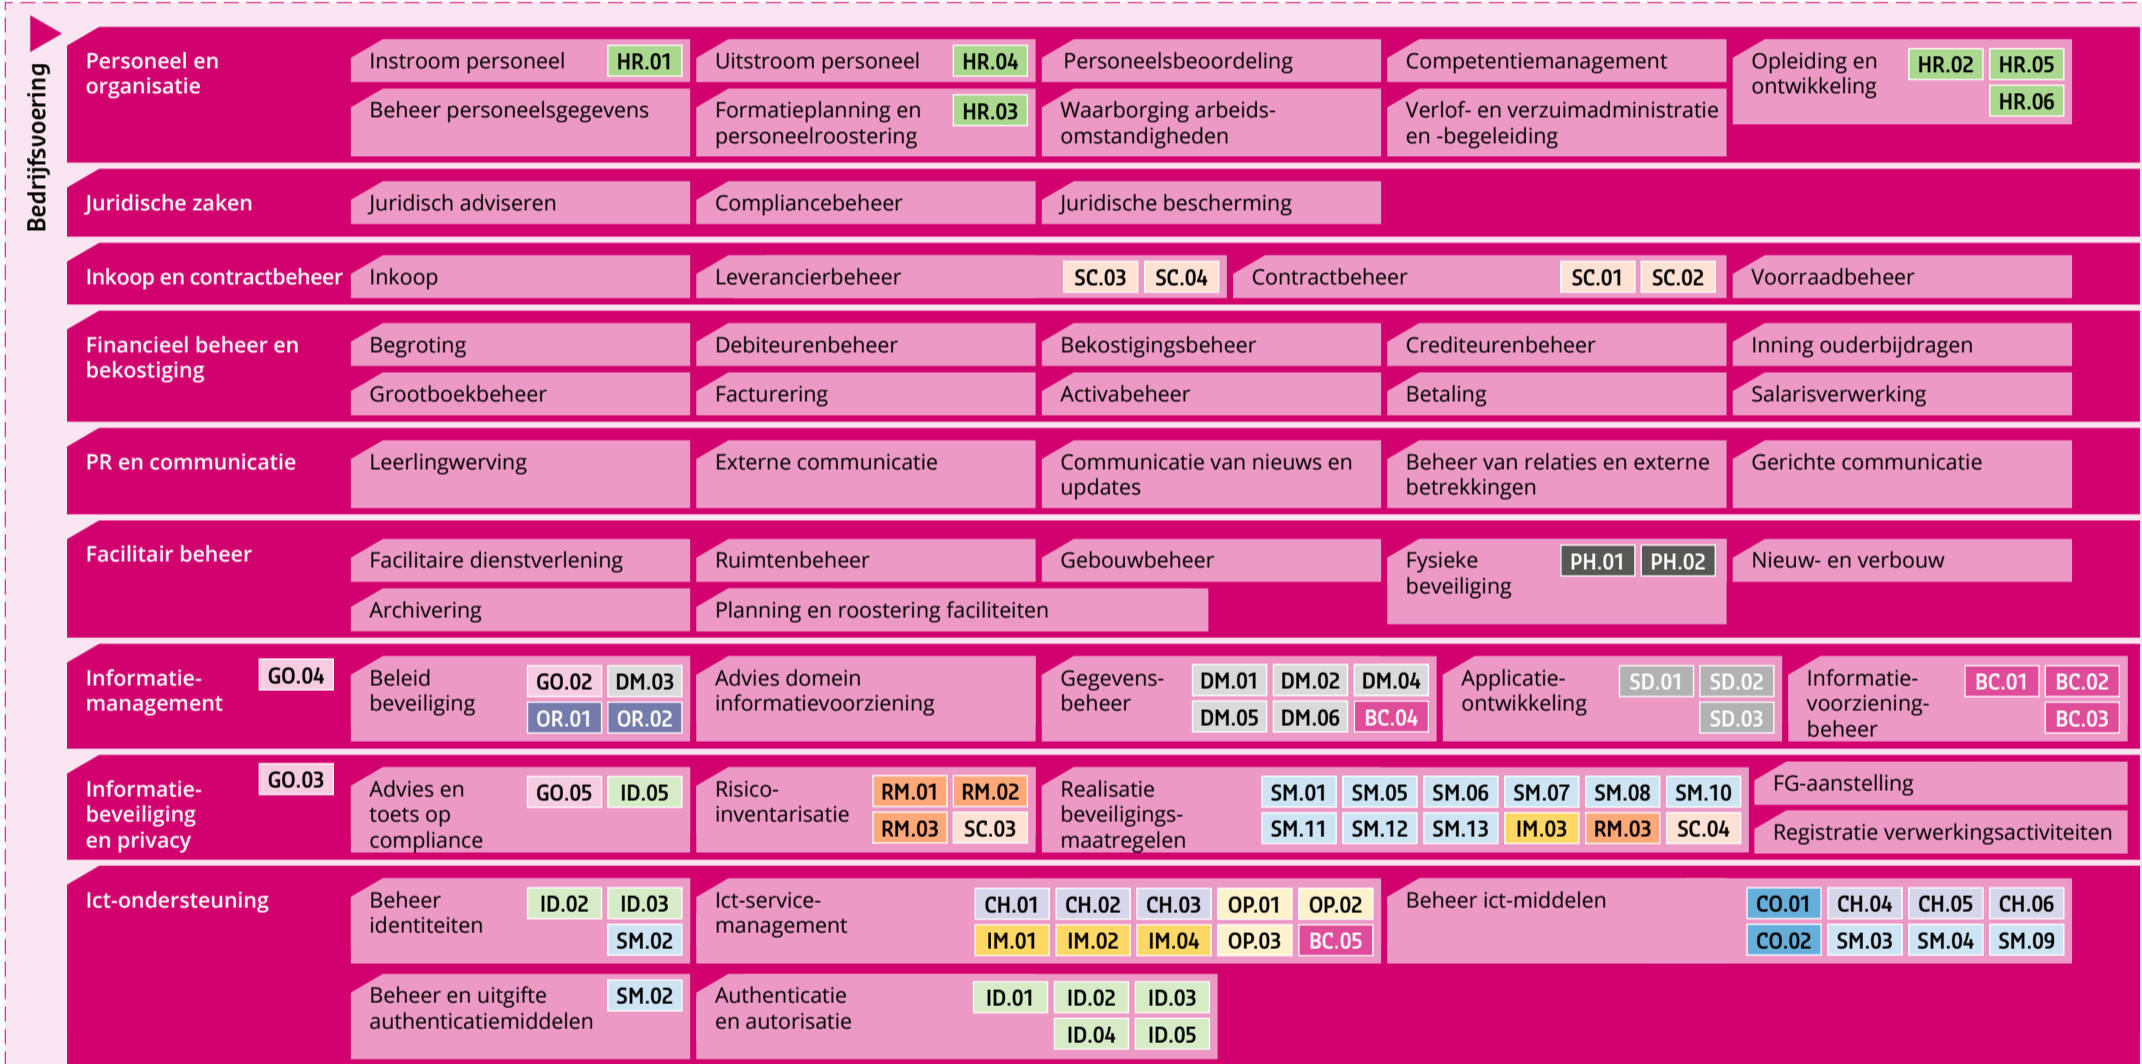 Bedrijfsvoering
Personeel en
organisatie
Instroom personeel HR.01
Uitstroom personeel HR.04
Personeelsbeoordeling
Competentiemanagement
Opleiding en
ontwikkeling
HR.02 HR.05
HR.06
Beheer personeelsgegevens
Formatieplanning en
personeelroostering
HR.03
Waarborging arbeids-
omstandigheden
Verlof- en verzuimadministratie
en -begeleiding
Juridische zaken
Juridisch adviseren
Compliancebeheer
Juridische bescherming
Inkoop en contractbeheer
Inkoop
Leverancierbeheer SC.03 SC.04
Contractbeheer SC.01 SC.02
Voorraadbeheer
Financieel beheer en
bekostiging
Begroting
Debiteurenbeheer
Bekostigingsbeheer
Crediteurenbeheer
Inning ouderbijdragen
Grootboekbeheer
Facturering
Activabeheer
Betaling
Salarisverwerking
PR en communicatie
Leerlingwerving
Externe communicatie
Communicatie van nieuws en
updates
Beheer van relaties en externe
betrekkingen
Gerichte communicatie
Facilitair beheer
Facilitaire dienstverlening
Ruimtenbeheer
Gebouwbeheer
Fysieke
beveiliging
PH.01 PH.02
Nieuw- en verbouw
Archivering
Planning en roostering faciliteiten
Informatie-
management
GO.04
Beleid
beveiliging
GO.02 DM.03
OR.01 OR.02
Advies domein
informatievoorziening
Gegevens-
beheer
DM.01 DM.02 DM.04
DM.05 DM.06 BC.04
Applicatie-
ontwikkeling
SD.01 SD.02
SD.03
Informatie-
voorziening-
beheer
BC.01 BC.02
BC.03
Informatie-
beveiliging
en privacy
GO.03
Advies en
toets op
compliance
GO.05 ID.05
Risico-
inventarisatie
RM.01 RM.02
RM.03 SC.03
Realisatie
beveiligings-
maatregelen
SM.01 SM.05 SM.06 SM.07 SM.08 SM.10
SM.11 SM.12 SM.13 IM.03 RM.03 SC.04
FG-aanstelling
Registratie verwerkingsactiviteiten
Ict-ondersteuning
Beheer
identiteiten
ID.02 ID.03
SM.02
Ict-service-
management
CH.01 CH.02 CH.03 OP.01 OP.02
IM.01 IM.02 IM.04 OP.03 BC.05
Beheer ict-middelen
CO.01 CH.04 CH.05 CH.06
CO.02 SM.03 SM.04 SM.09
Beheer en uitgifte
authenticatiemiddelen
SM.02
Authenticatie
en autorisatie
ID.01 ID.02 ID.03
ID.04 ID.05